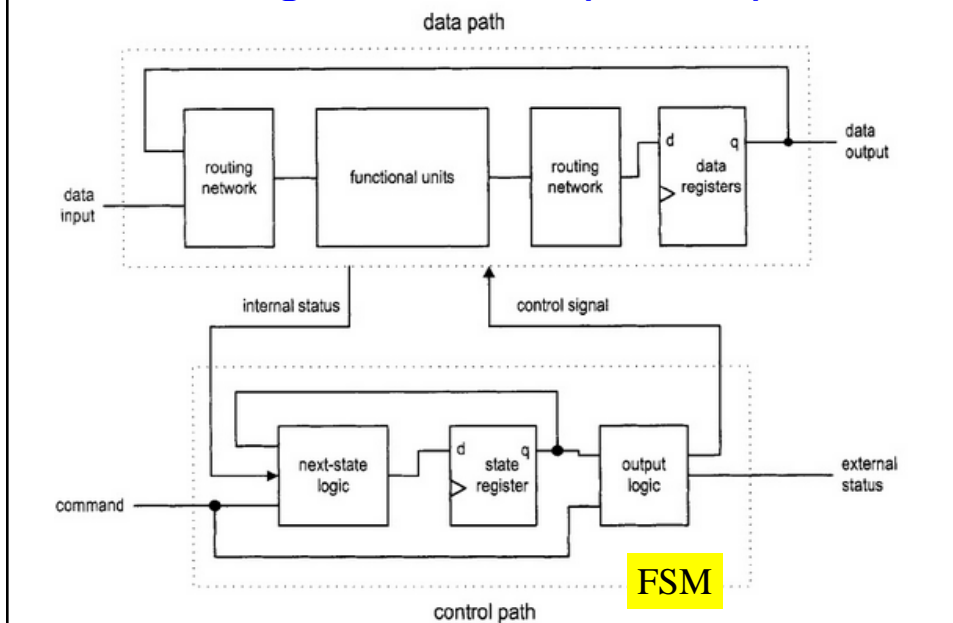 data path
routing
network
functional units
routing
network
d
q
data
registers
data
output
data
input
internal status
control signal
next-state
logic
d
q
state
register
output
logic
command
external
status
FSM
control path